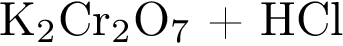 K₂Cr₂O₇ + HCl